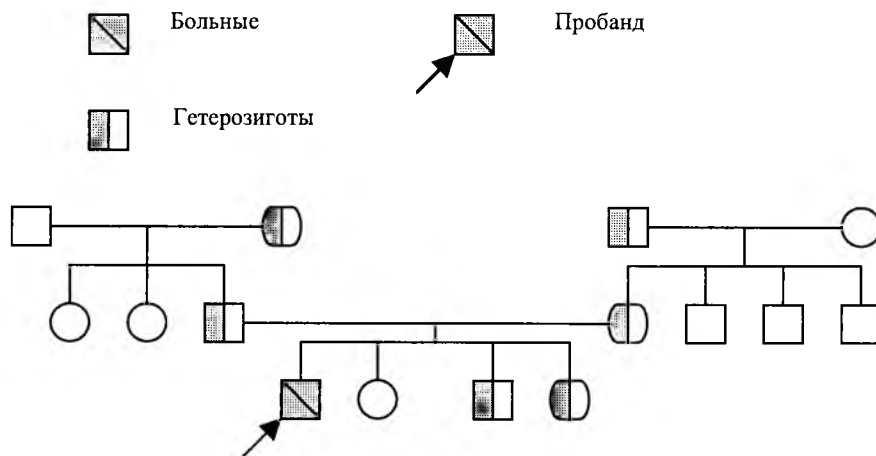 Больные
Пробанд
Гетерозиготы